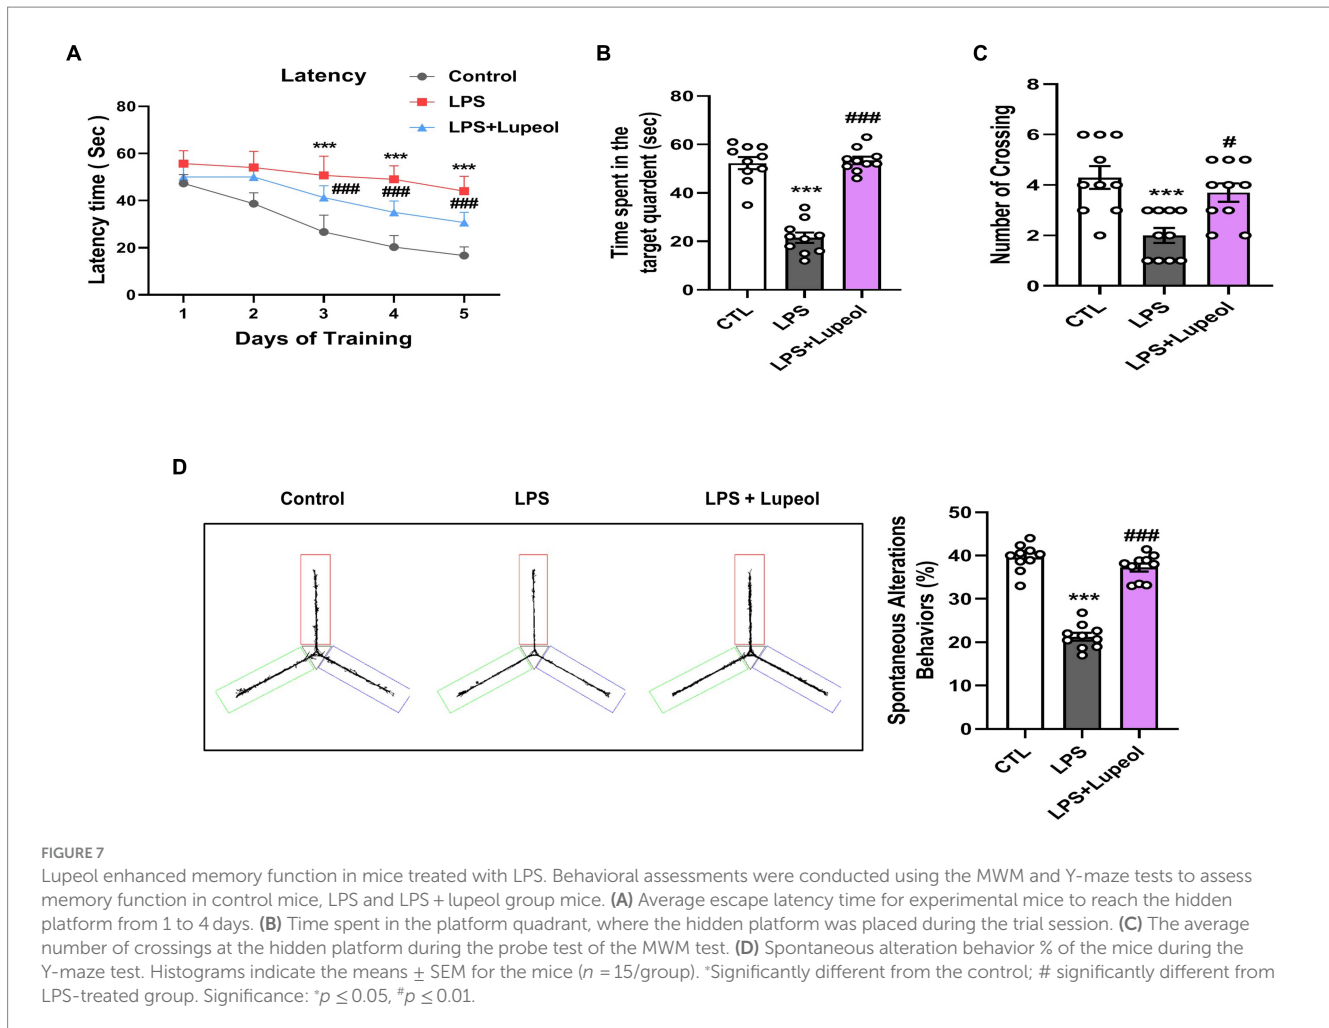 A
Latency
Control
LPS
LPS+Lupeol
Latency time ( Sec )
80
60
40
20
0
***
***
***
###
###
###
1 2 3 4 5
Days of Training
B
Time spent in the
target quardent (sec)
80
60
40
20
0
***
###
CTL
LPS
LPS+Lupeol
C
Number of Crossing
8
6
4
2
0
***
#
CTL
LPS
LPS+Lupeol
D
Control LPS LPS + Lupeol
Spontaneous Alterations
Behaviors (%)
50
40
30
20
10
0
***
###
CTL
LPS
LPS+Lupeol
FIGURE 7
Lupeol enhanced memory function in mice treated with LPS. Behavioral assessments were conducted using the MWM and Y-maze tests to assess
memory function in control mice, LPS and LPS + lupeol group mice. (A) Average escape latency time for experimental mice to reach the hidden
platform from 1 to 4 days. (B) Time spent in the platform quadrant, where the hidden platform was placed during the trial session. (C) The average
number of crossings at the hidden platform during the probe test of the MWM test. (D) Spontaneous alteration behavior % of the mice during the
Y-maze test. Histograms indicate the means ± SEM for the mice (n = 15/group). *Significantly different from the control; # significantly different from
LPS-treated group. Significance: *p ≤ 0.05, #p ≤ 0.01.